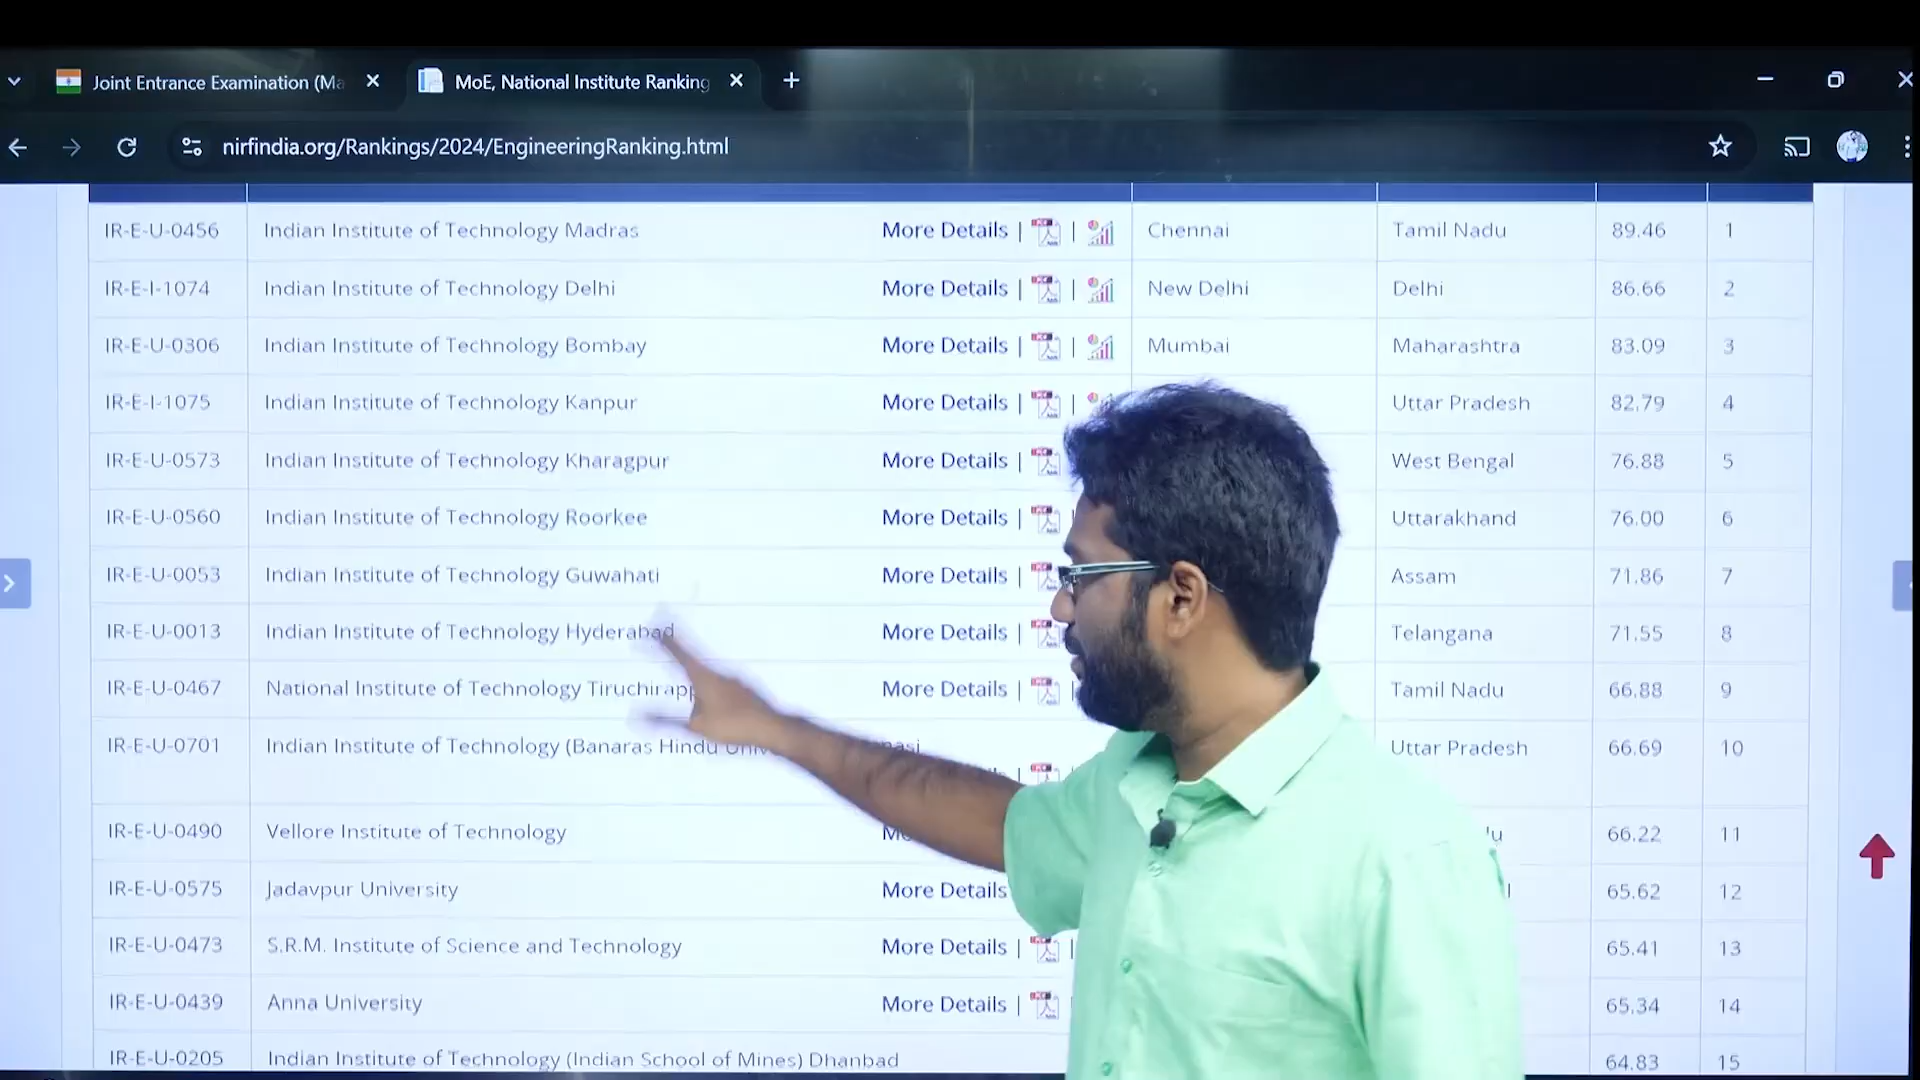 Joint Entrance Examination (Ma
MoE, National Institute Ranking
nirfindia.org/Rankings/2024/EngineeringRanking.html
IR-E-U-0456 Indian Institute of Technology Madras More Details | | Chennai Tamil Nadu 89.46 1
IR-E-I-1074 Indian Institute of Technology Delhi More Details | | New Delhi Delhi 86.66 2
IR-E-U-0306 Indian Institute of Technology Bombay More Details | | Mumbai Maharashtra 83.09 3
IR-E-I-1075 Indian Institute of Technology Kanpur More Details | | Uttar Pradesh 82.79 4
IR-E-U-0573 Indian Institute of Technology Kharagpur More Details | West Bengal 76.88 5
IR-E-U-0560 Indian Institute of Technology Roorkee More Details | Uttarakhand 76.00 6
IR-E-U-0053 Indian Institute of Technology Guwahati More Details | Assam 71.86 7
IR-E-U-0013 Indian Institute of Technology Hyderabad More Details | Telangana 71.55 8
IR-E-U-0467 National Institute of Technology Tiruchirapp More Details | Tamil Nadu 66.88 9
IR-E-U-0701 Indian Institute of Technology (Banaras Hindu Uttar Pradesh 66.69 10
IR-E-U-0490 Vellore Institute of Technology 66.22 11
IR-E-U-0575 Jadavpur University More Details 65.62 12
IR-E-U-0473 S.R.M. Institute of Science and Technology More Details | | 65.41 13
IR-E-U-0439 Anna University More Details | 65.34 14
IR-E-U-0205 Indian Institute of Technology (Indian School of Mines) Dhanbad 64.83 15